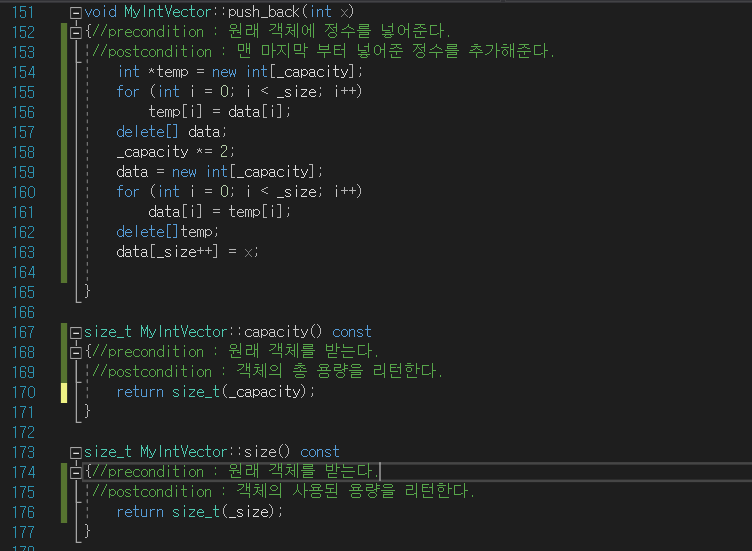 151 void MyIntVector::push_back(int x)
152 {//precondition : 원래 객체에 정수를 넣어준다.
153 //postcondition : 맨 마지막 부터 넣어준 정수를 추가해준다.
154 int *temp = new int[_capacity];
155 for (int i = 0; i < _size; i++)
156 temp[i] = data[i];
157 delete[] data;
158 _capacity *= 2;
159 data = new int[_capacity];
160 for (int i = 0; i < _size; i++)
161 data[i] = temp[i];
162 delete[]temp;
163 data[_size++] = x;
164
165 }
166
167 size_t MyIntVector::capacity() const
168 {//precondition : 원래 객체를 받는다.
169 //postcondition : 객체의 총 용량을 리턴한다.
170 return size_t(_capacity);
171 }
172
173 size_t MyIntVector::size() const
174 {//precondition : 원래 객체를 받는다.
175 //postcondition : 객체의 사용된 용량을 리턴한다.
176 return size_t(_size);
177 }